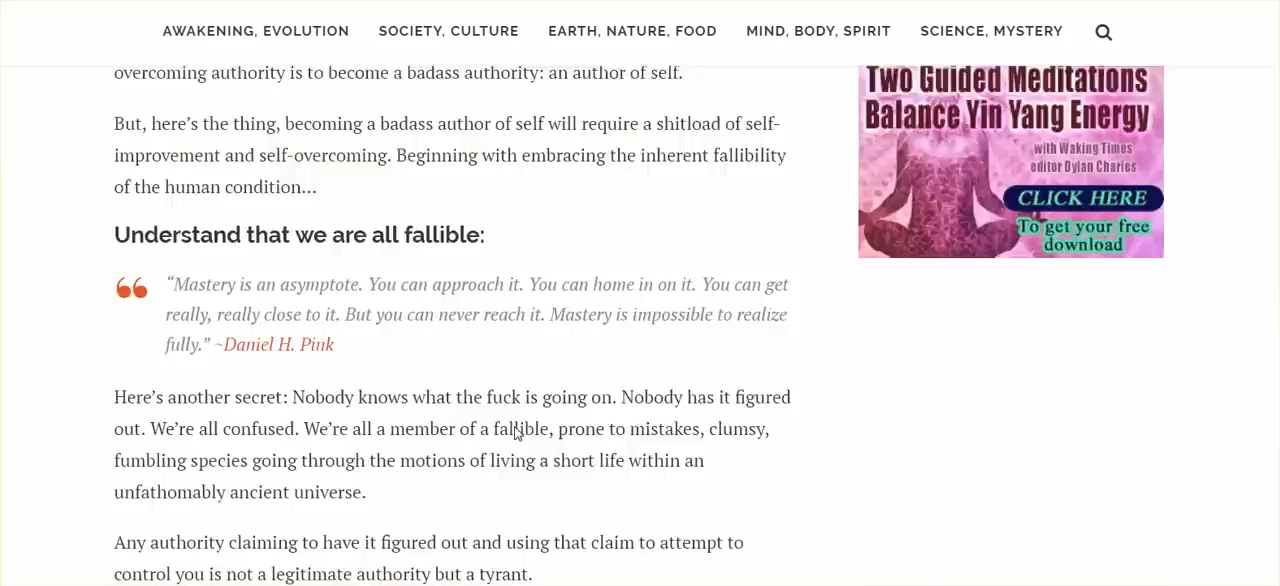 AWAKENING, EVOLUTION SOCIETY, CULTURE EARTH, NATURE, FOOD MIND, BODY, SPIRIT SCIENCE, MYSTERY
overcoming authority is to become a badass authority: an author of self.
But, here’s the thing, becoming a badass author of self will require a shitload of self-
improvement and self-overcoming. Beginning with embracing the inherent fallibility
of the human condition…
Understand that we are all fallible:
“Mastery is an asymptote. You can approach it. You can home in on it. You can get
really, really close to it. But you can never reach it. Mastery is impossible to realize
fully.” ~Daniel H. Pink
Here’s another secret: Nobody knows what the fuck is going on. Nobody has it figured
out. We’re all confused. We’re all a member of a fallible, prone to mistakes, clumsy,
fumbling species going through the motions of living a short life within an
unfathomably ancient universe.
Any authority claiming to have it figured out and using that claim to attempt to
control you is not a legitimate authority but a tyrant.
Two Guided Meditations
Balance Yin Yang Energy
with Waking Times
editor Dylan Charles
CLICK HERE
To get your free
download